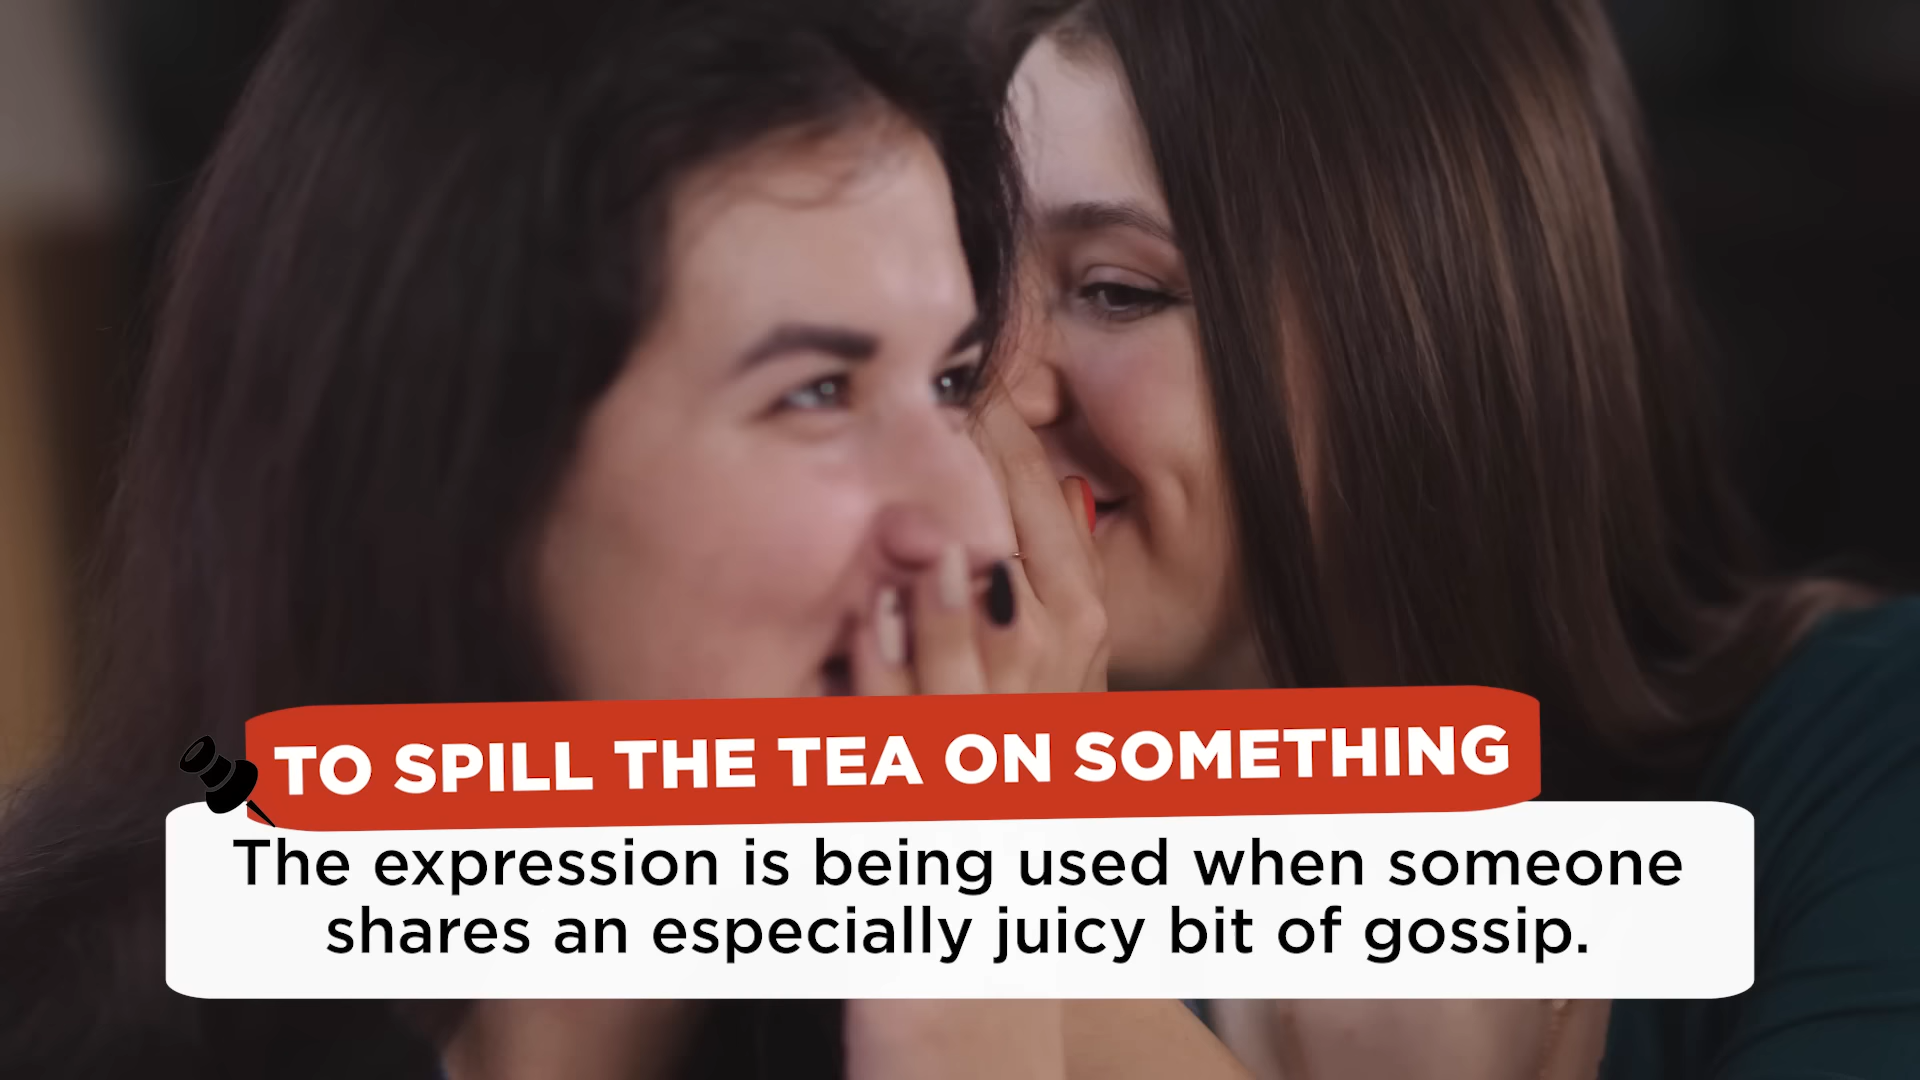 TO SPILL THE TEA ON SOMETHING
The expression is being used when someone
shares an especially juicy bit of gossip.